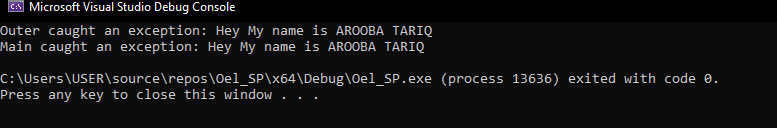 Microsoft Visual Studio Debug Console
Outer caught an exception: Hey My name is AROOBA TARIQ
Main caught an exception: Hey My name is AROOBA TARIQ
C:\Users\USER\source\repos\Oel_SP\x64\Debug\Oel_SP.exe (process 13636) exited with code 0.
Press any key to close this window . . .